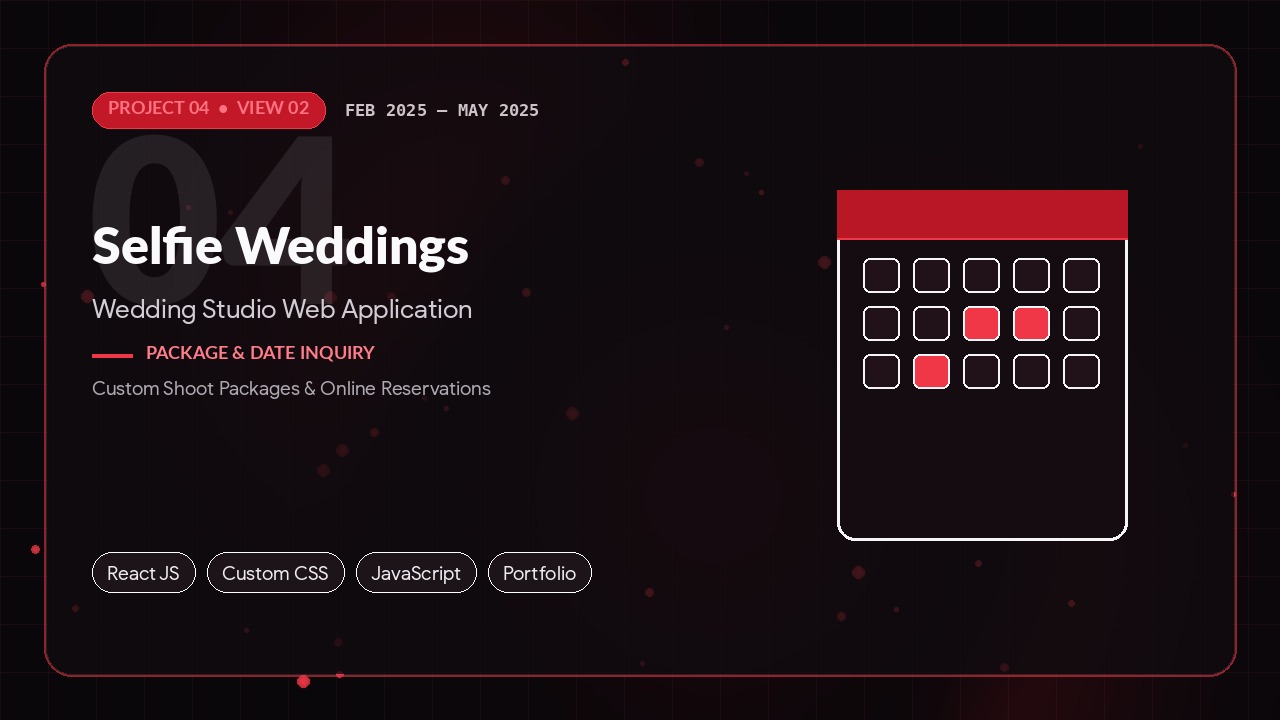 PROJECT 04 ● VIEW 02
FEB 2025 — MAY 2025
04
Selfie Weddings
Wedding Studio Web Application
PACKAGE & DATE INQUIRY
Custom Shoot Packages & Online Reservations
React JS
Custom CSS
JavaScript
Portfolio